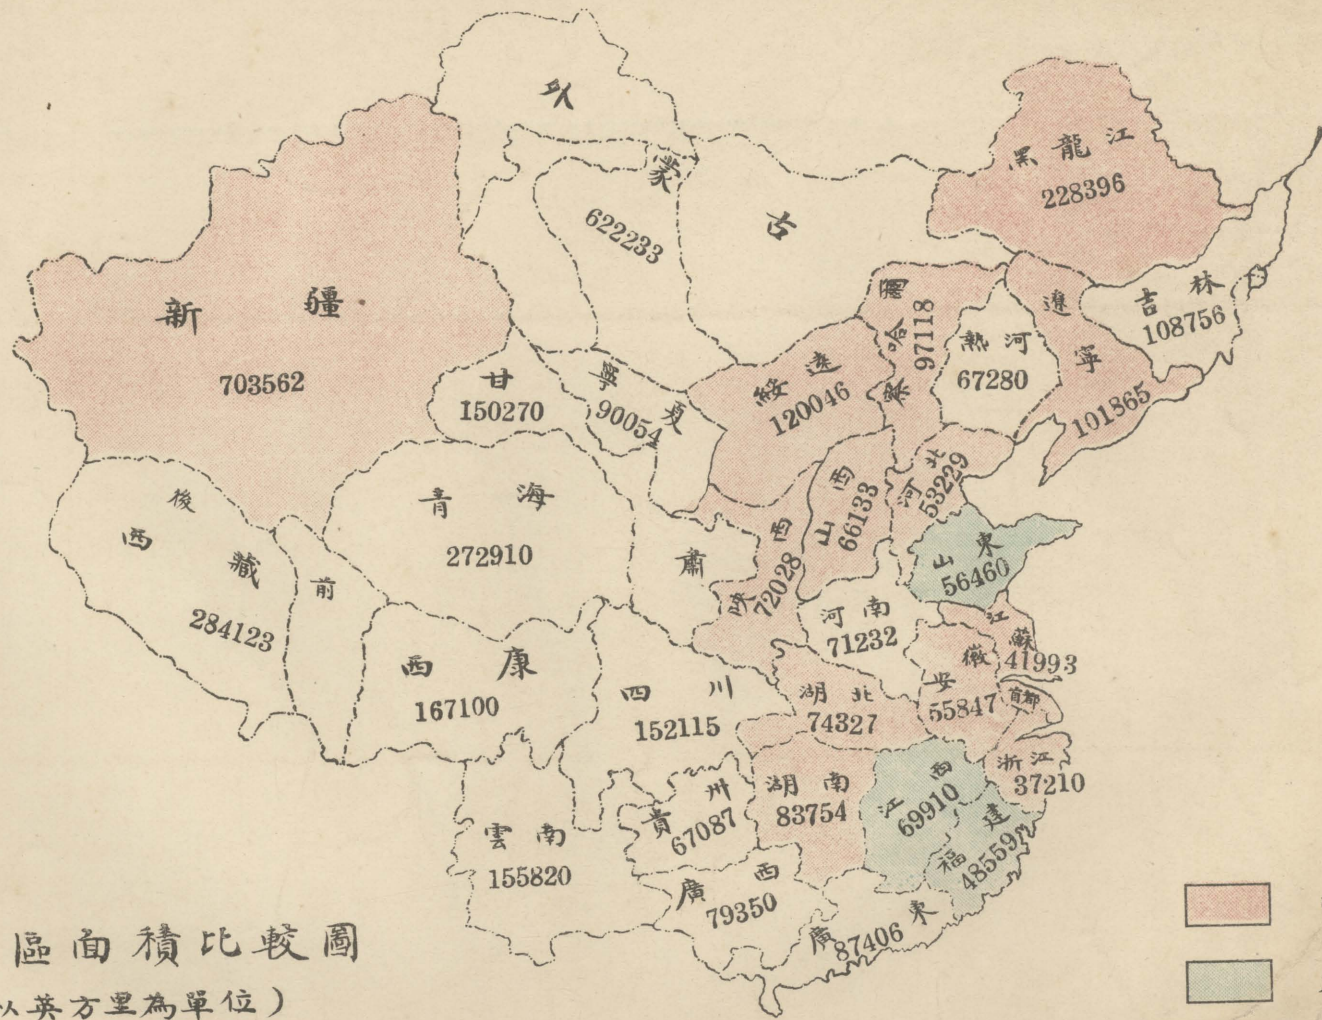 以
蒙
古
622233
黑龍江
228396
新疆
703562
爾哈察
97118
熱河
67280
遼寧
101865
吉林
108756
綏遠
120046
甘
150270
寧夏
90054
河北
53229
山西
66133
後
西藏
284123
前
青海
272910
肅
陝西
72028
山東
56460
河南
71232
江蘇
41993
西康
167100
四川
152115
湖北
74327
安徽
55847
首都
浙江
37210
湖南
83754
江西
69910
福建
48559
貴州
67087
雲南
155820
廣西
79350
廣東
87406
區面積比較圖
以英方里為單位)